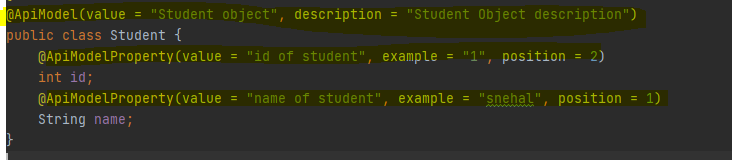 @ApiModel(value = "Student object", description = "Student Object description")
public class Student {
@ApiModelProperty(value = "id of student", example = "1", position = 2)
int id;
@ApiModelProperty(value = "name of student", example = "snehal", position = 1)
String name;
}